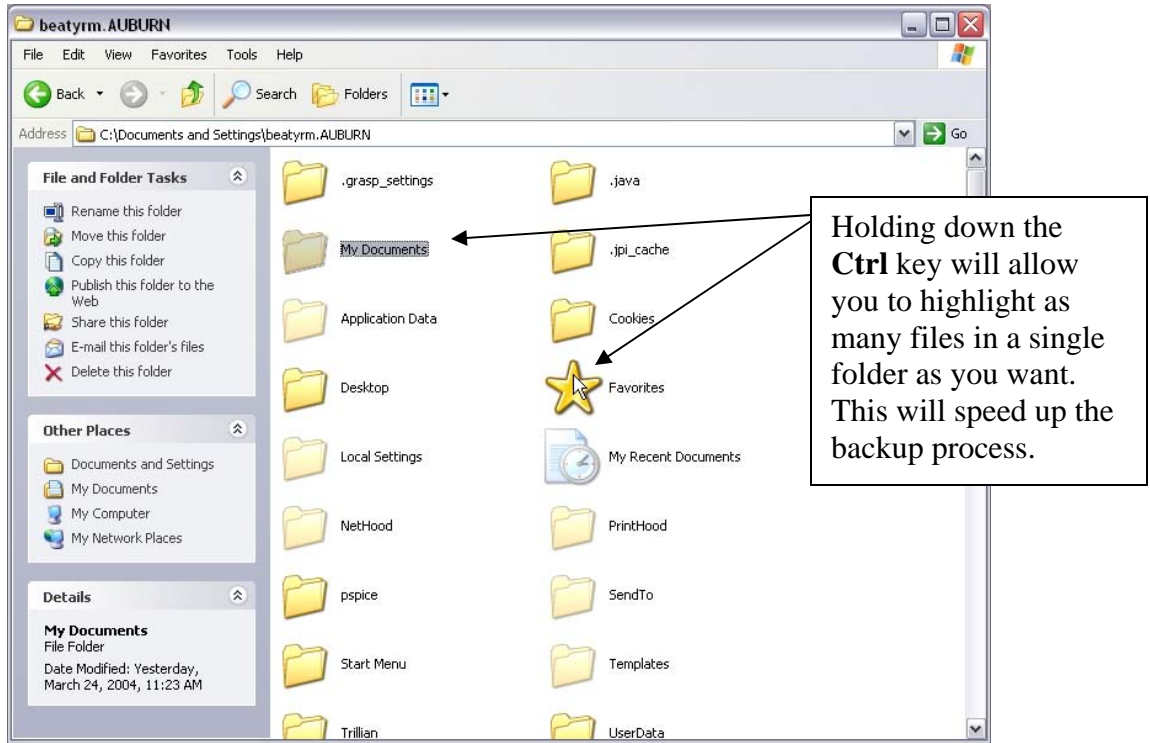 beatyrm.AUBURN
File Edit View Favorites Tools Help
Back Search Folders
Address C:\Documents and Settings\beatyrm.AUBURN Go
File and Folder Tasks
Rename this folder
Move this folder
Copy this folder
Publish this folder to the
Web
Share this folder
E-mail this folder's files
Delete this folder
Other Places
Documents and Settings
My Documents
My Computer
My Network Places
Details
My Documents
File Folder
Date Modified: Yesterday,
March 24, 2004, 11:23 AM
.grasp_settings .java
My Documents .jpi_cache
Application Data Cookies
Desktop Favorites
Local Settings My Recent Documents
NetHood PrintHood
pspice SendTo
Start Menu Templates
Trillian UserData
Holding down the
Ctrl key will allow
you to highlight as
many files in a single
folder as you want.
This will speed up the
backup process.